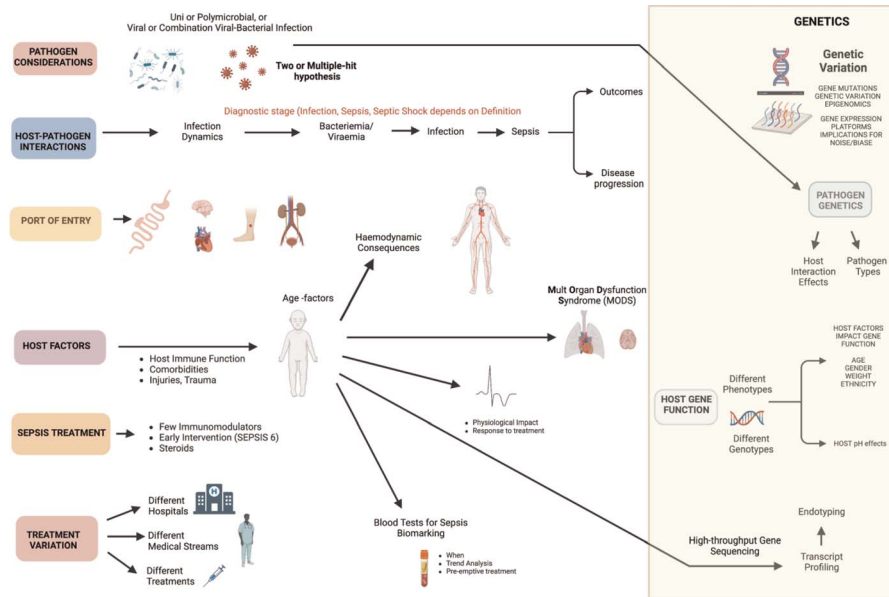 Uni or Polymicrobial, or
Viral or Combination Viral-Bacterial Infection
PATHOGEN
CONSIDERATIONS
Two or Multiple-hit
hypothesis
Diagnostic stage (Infection, Sepsis, Septic Shock depends on Definition
HOST-PATHOGEN
INTERACTIONS
Infection
Dynamics
Bacteriemia/
Viraemia
Infection
Sepsis
Outcomes
Disease
progression
PORT OF ENTRY
Haemodynamic
Consequences
Age -factors
Mult Organ Dysfunction
Syndrome (MODS)
HOST FACTORS
• Host Immune Function
• Comorbidities
• Injuries, Trauma
• Physiological Impact
• Response to treatment
SEPSIS TREATMENT
• Few Immunomodulators
• Early Intervention (SEPSIS 6)
• Steroids
TREATMENT
VARIATION
Different
Hospitals
H
Different
Medical Streams
Different
Treatments
Blood Tests for Sepsis
Biomarking
• When
• Trend Analysis
• Pre-emptive treatment
GENETICS
Genetic
Variation
GENE MUTATIONS
GENETIC VARIATION
EPIGENOMICS
GENE EXPRESSION
PLATFORMS
IMPLICATIONS FOR
NOISE/BIASE
PATHOGEN
GENETICS
Host
Interaction
Effects
Pathogen
Types
HOST FACTORS
IMPACT GENE
FUNCTION
AGE
GENDER
WEIGHT
ETHNICITY
HOST GENE
FUNCTION
Different
Phenotypes
Different
Genotypes
HOST pH effects
High-throughput Gene
Sequencing
Endotyping
Transcript
Profiling